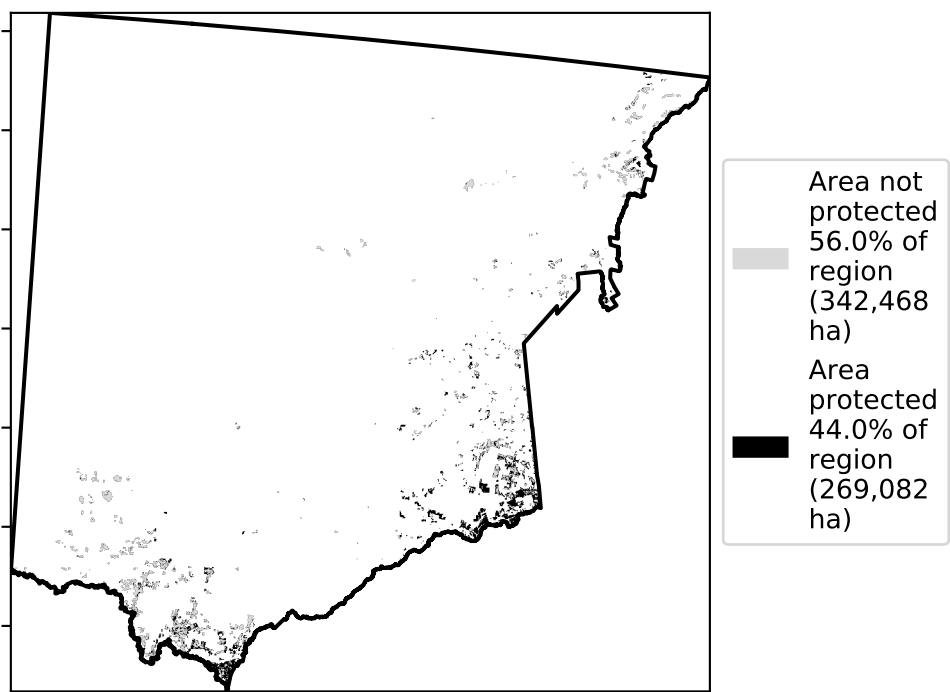 Area not
protected
56.0% of
region
(342,468
ha)
Area
protected
44.0% of
region
(269,082
ha)